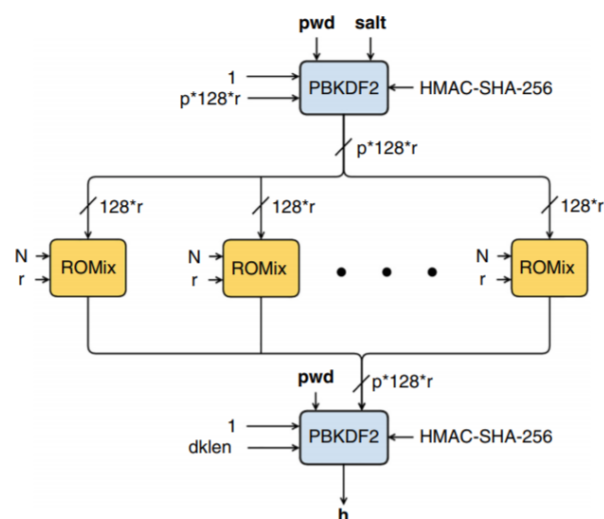 pwd salt
1
p*128*r
PBKDF2
HMAC-SHA-256
p*128*r
128*r 128*r 128*r
N
r
ROMix
N
r
ROMix
N
r
ROMix
pwd
p*128*r
1
dklen
PBKDF2
HMAC-SHA-256
h